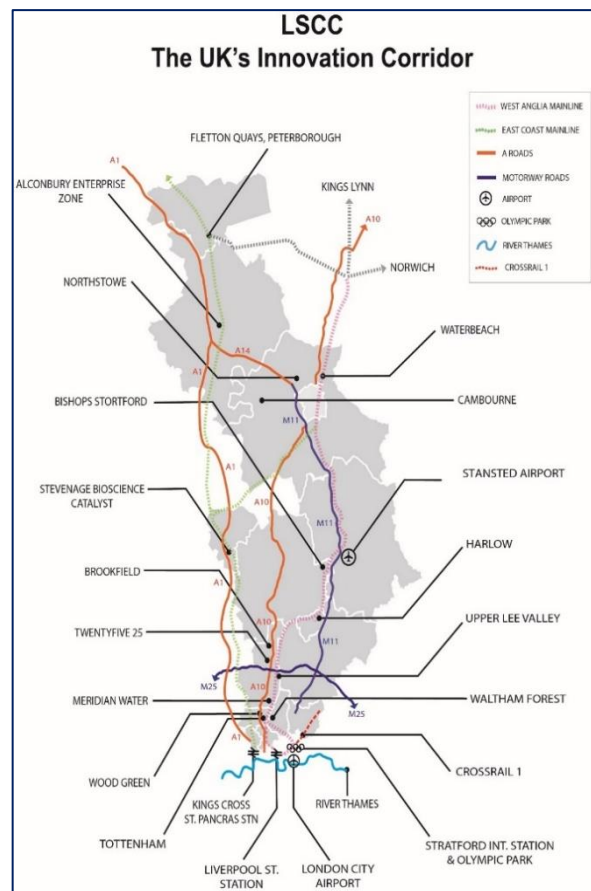 LSCC
The UK's Innovation Corridor
WEST ANGLIA MAINLINE
EAST COAST MAINLINE
A ROADS
MOTORWAY ROADS
AIRPORT
OLYMPIC PARK
RIVER THAMES
CROSSRAIL 1
FLETTON QUAYS, PETERBOROUGH
A1
ALCONBURY ENTERPRISE
ZONE
KINGS LYNN
A10
NORWICH
NORTHSTOWE
WATERBEACH
A14
A1
BISHOPS STORTFORD
CAMBOURNE
M11
A1
STANSTED AIRPORT
STEVENAGE BIOSCIENCE
CATALYST
A10
M11
HARLOW
BROOKFIELD
A1
A10
M11
UPPER LEE VALLEY
TWENTYFIVE 25
M25
A10
MERIDIAN WATER
WALTHAM FOREST
M25
A1
WOOD GREEN
CROSSRAIL 1
KINGS CROSS
ST. PANCRAS STN
RIVER THAMES
TOTTENHAM
LIVERPOOL ST.
STATION
LONDON CITY
AIRPORT
STRATFORD INT. STATION
& OLYMPIC PARK